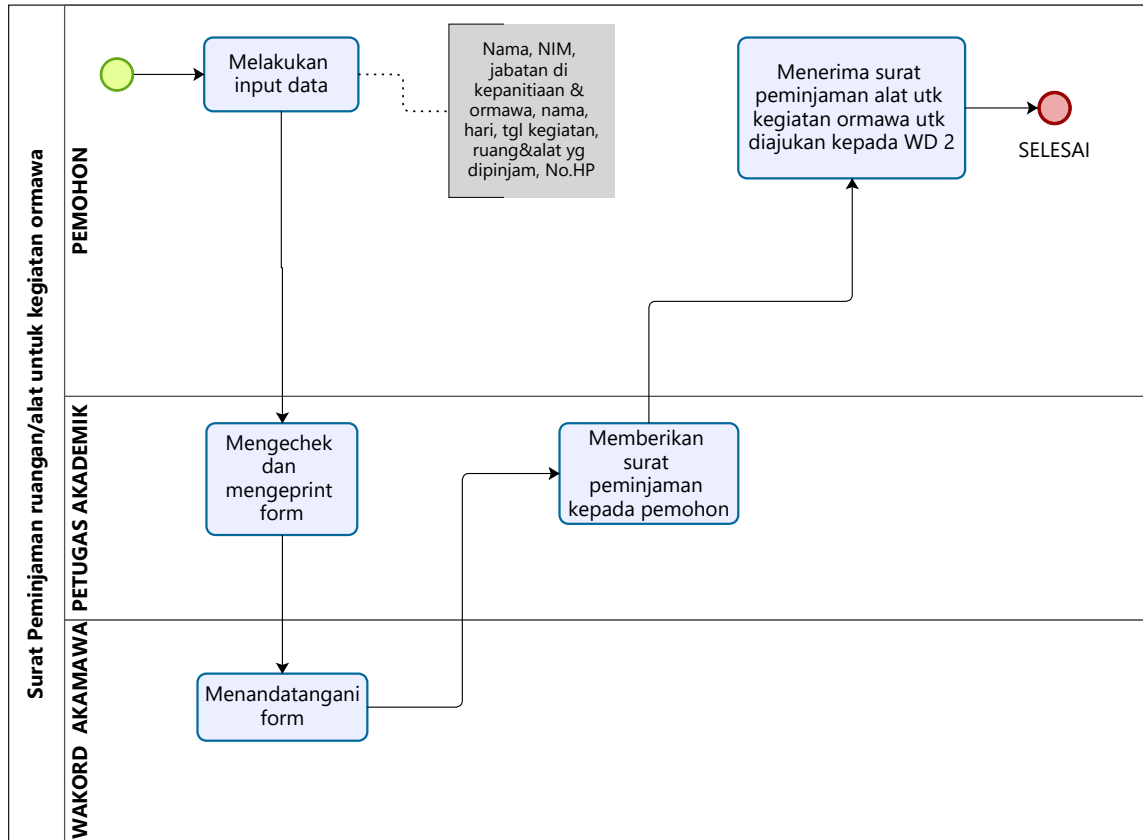 Surat Peminjaman ruangan/alat untuk kegiatan ormawa
PEMOHON
Melakukan
input data
Nama, NIM,
jabatan di
kepanitiaan &
ormawa, nama,
hari, tgl kegiatan,
ruang&alat yg
dipinjam, No.HP
Menerima surat
peminjaman alat utk
kegiatan ormawa utk
diajukan kepada WD 2
SELESAI
PETUGAS AKADEMIK
Mengechek
dan
mengeprint
form
Memberikan
surat
peminjaman
kepada pemohon
WAKORD AKAMAWA
Menandatangani
form